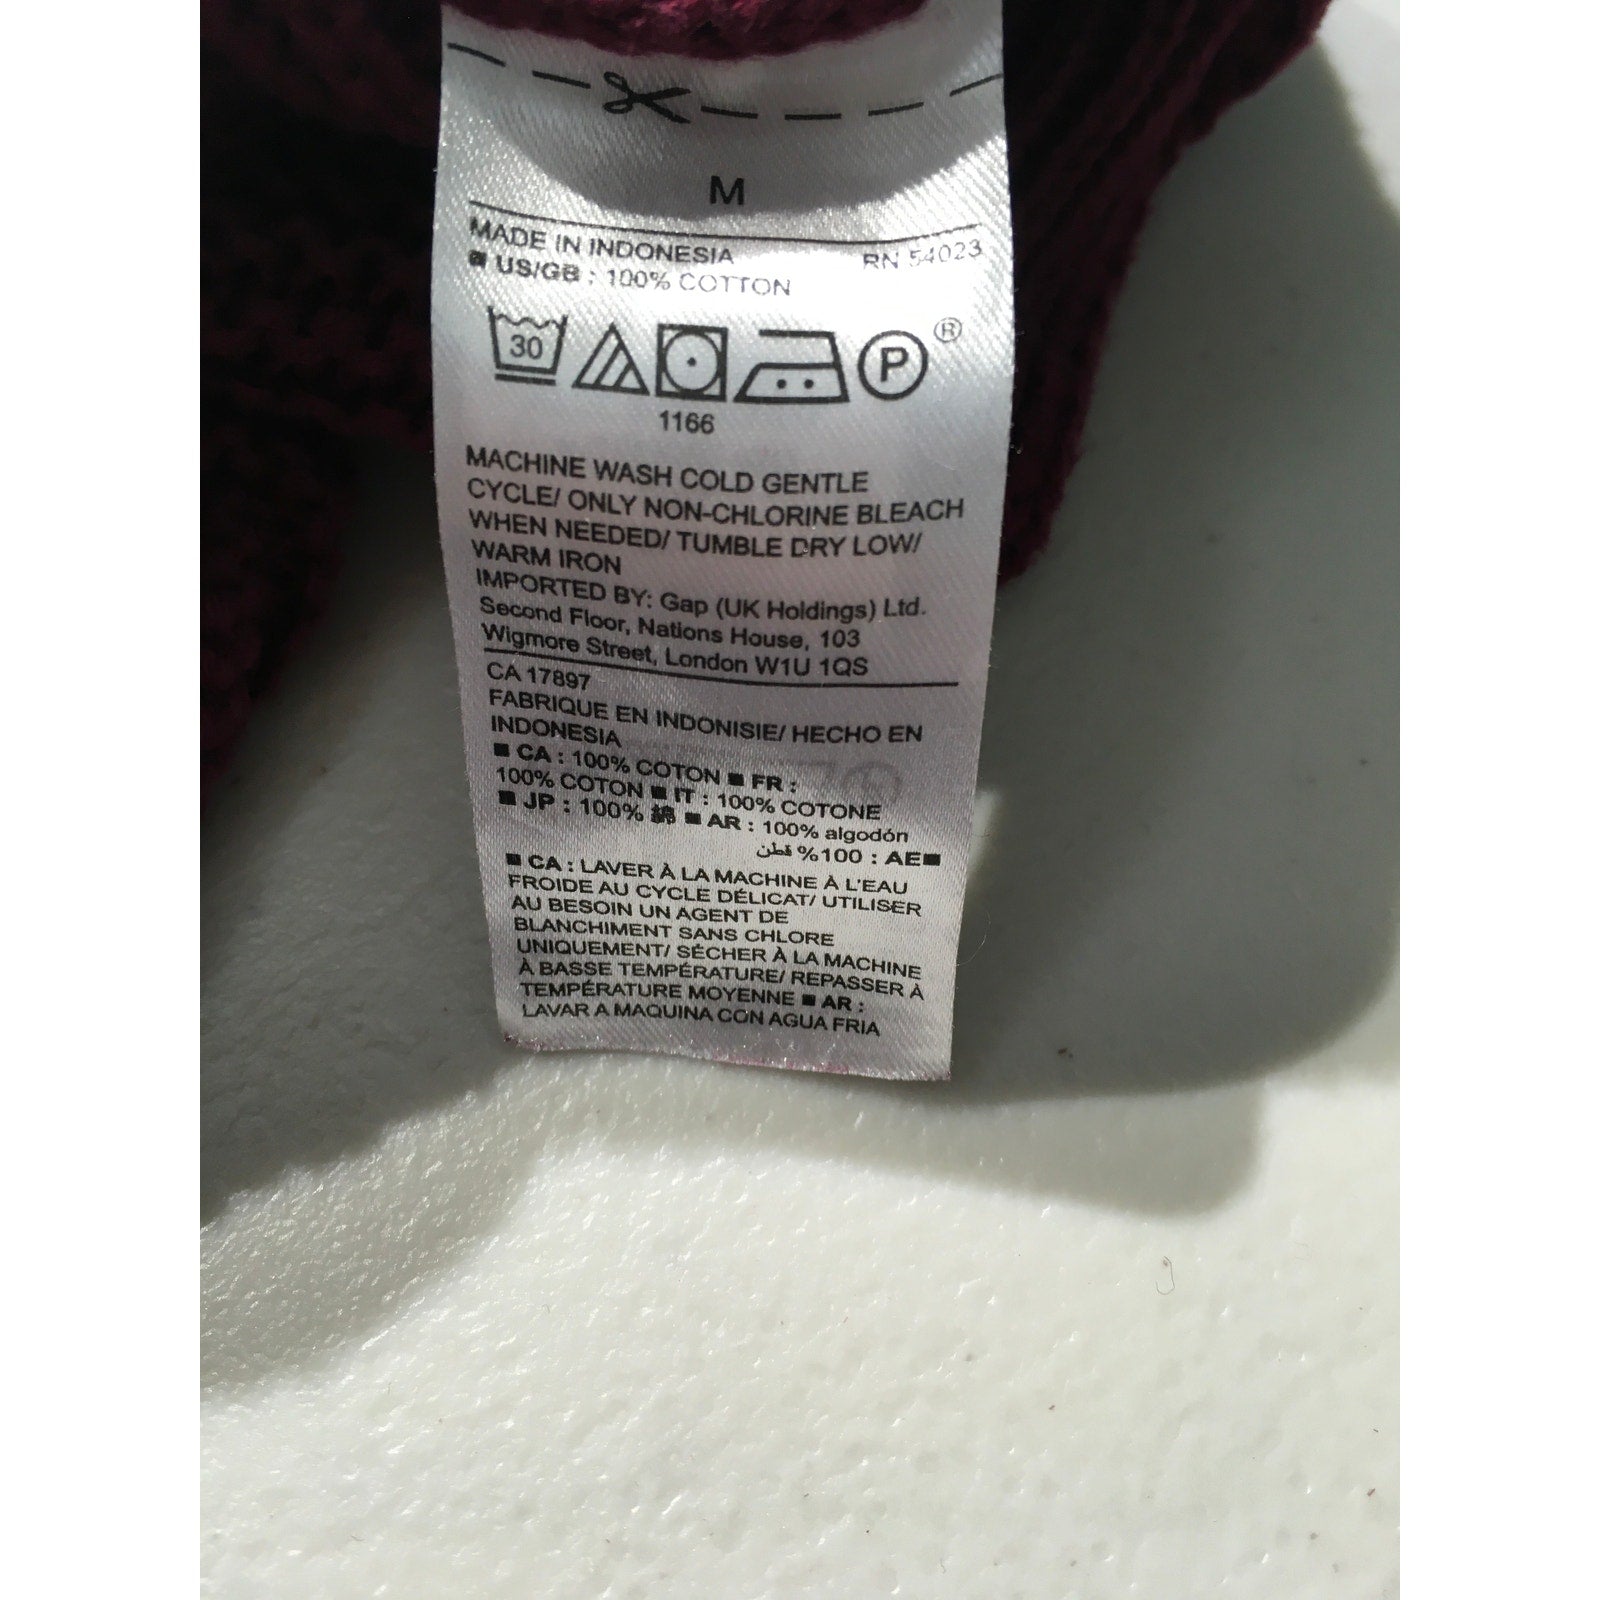 M
MADE IN INDONESIA RN 54023
■ US/GB : 100% COTTON
30 P ®
1166
MACHINE WASH COLD GENTLE
CYCLE/ ONLY NON-CHLORINE BLEACH
WHEN NEEDED/ TUMBLE DRY LOW/
WARM IRON
IMPORTED BY: Gap (UK Holdings) Ltd.
Second Floor, Nations House, 103
Wigmore Street, London W1U 1QS
CA 17897
FABRIQUE EN INDONISIE/ HECHO EN
INDONESIA
■ CA : 100% COTON ■ FR :
100% COTON ■ IT : 100% COTONE
■ JP : 100% 綿 ■ AR : 100% algodón
■AE : 100% قطن
■ CA : LAVER À LA MACHINE À L'EAU
FROIDE AU CYCLE DÉLICAT/ UTILISER
AU BESOIN UN AGENT DE
BLANCHIMENT SANS CHLORE
UNIQUEMENT/ SÉCHER À LA MACHINE
À BASSE TEMPÉRATURE/ REPASSER À
TEMPÉRATURE MOYENNE ■ AR :
LAVAR A MAQUINA CON AGUA FRIA